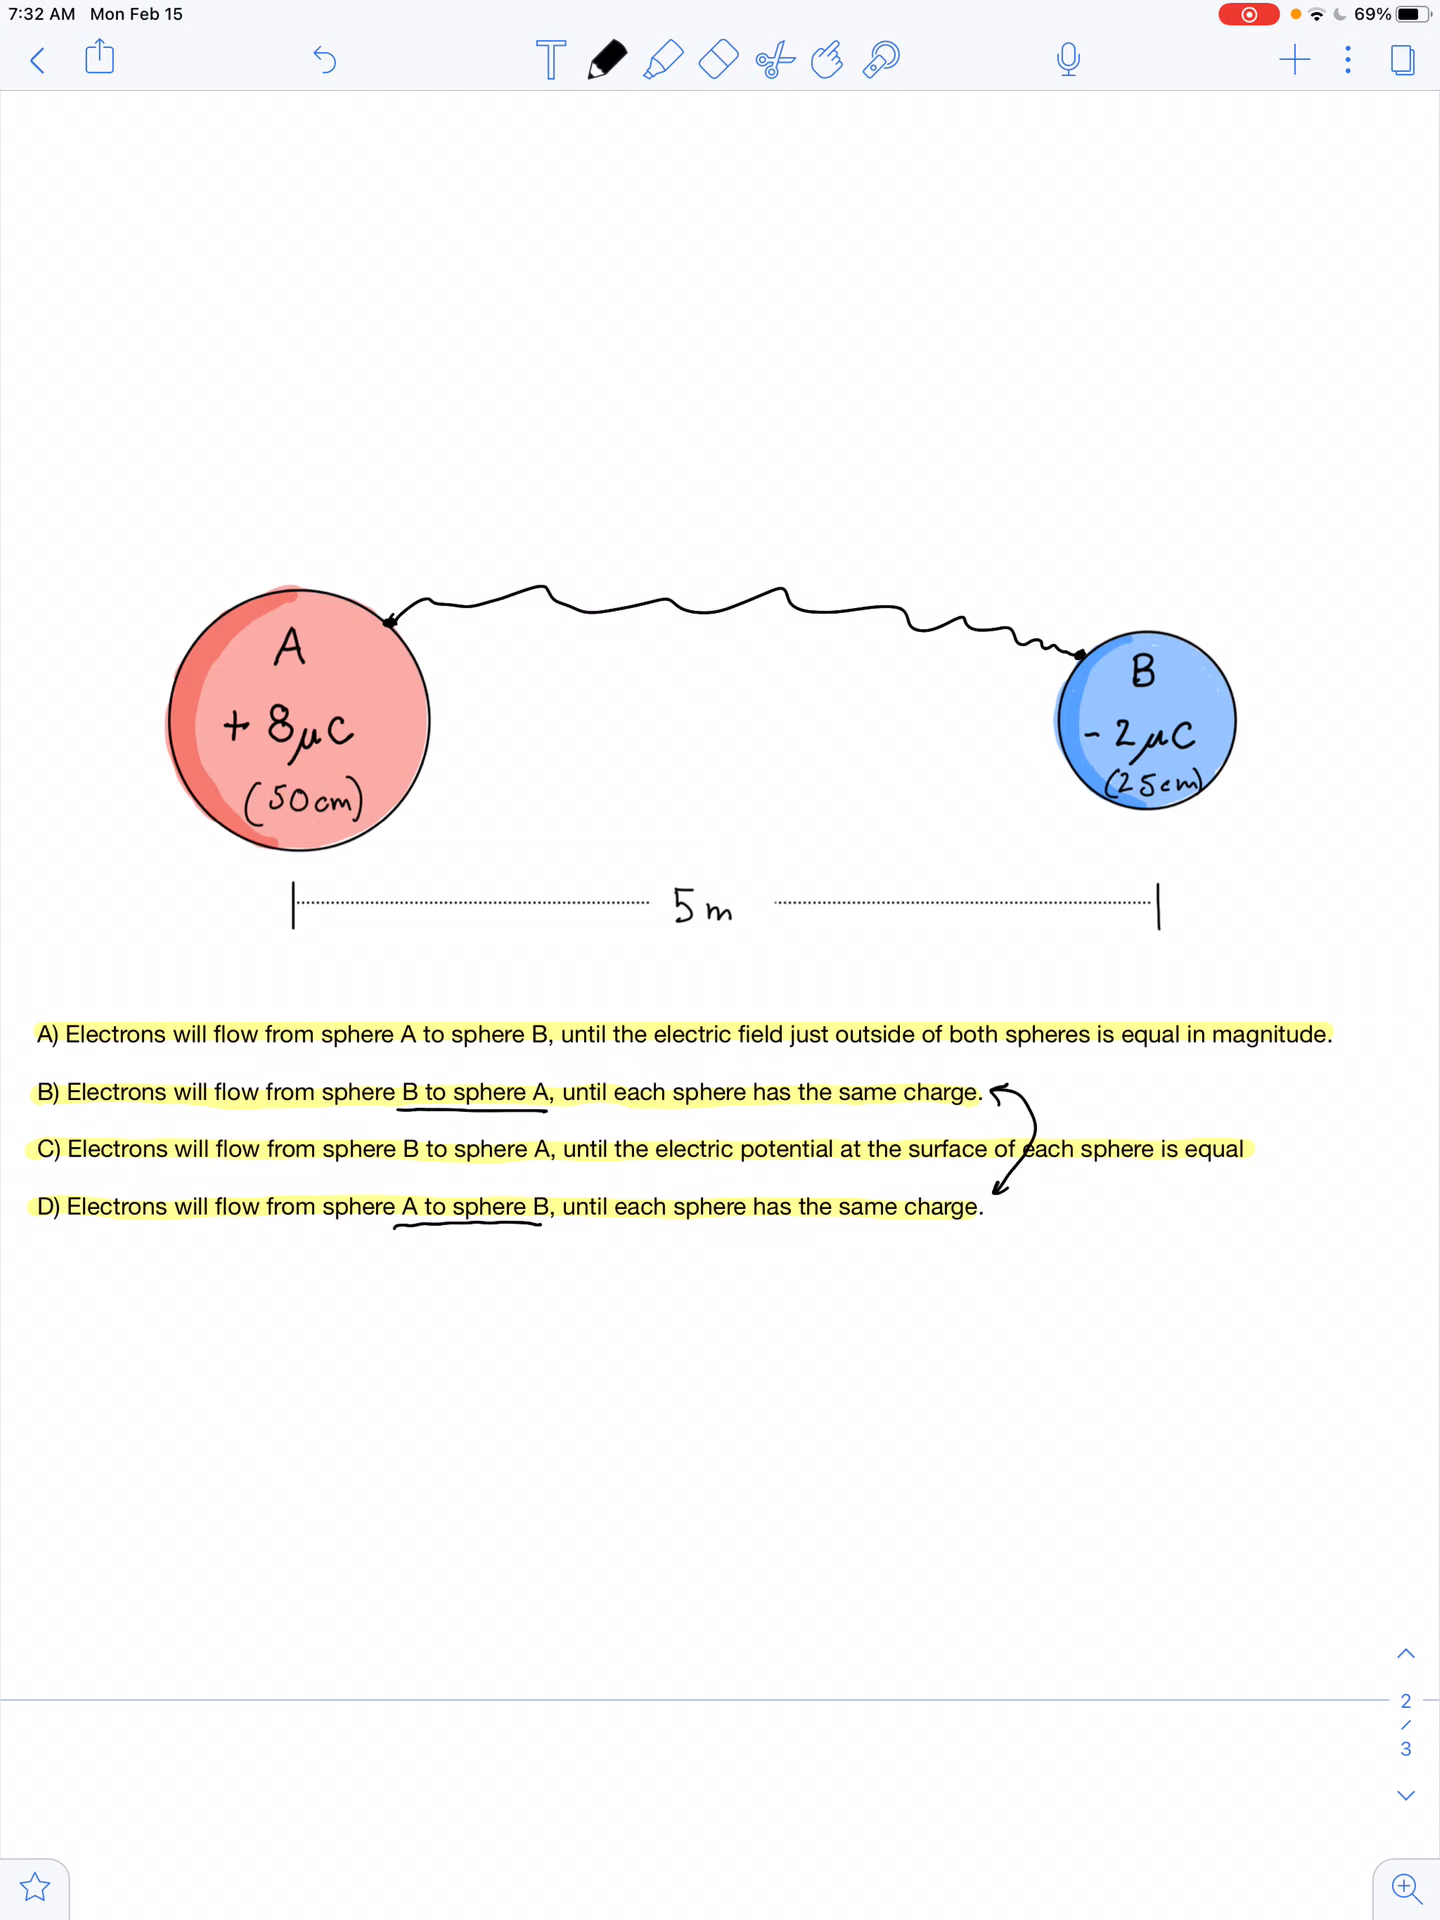 7:32 AM Mon Feb 15 69%
T
A
B
+ 8μC
- 2μC
(50cm)
(25cm)
5m
A) Electrons will flow from sphere A to sphere B, until the electric field just outside of both spheres is equal in magnitude.
B) Electrons will flow from sphere B to sphere A, until each sphere has the same charge.
C) Electrons will flow from sphere B to sphere A, until the electric potential at the surface of each sphere is equal
D) Electrons will flow from sphere A to sphere B, until each sphere has the same charge.
2
/
3